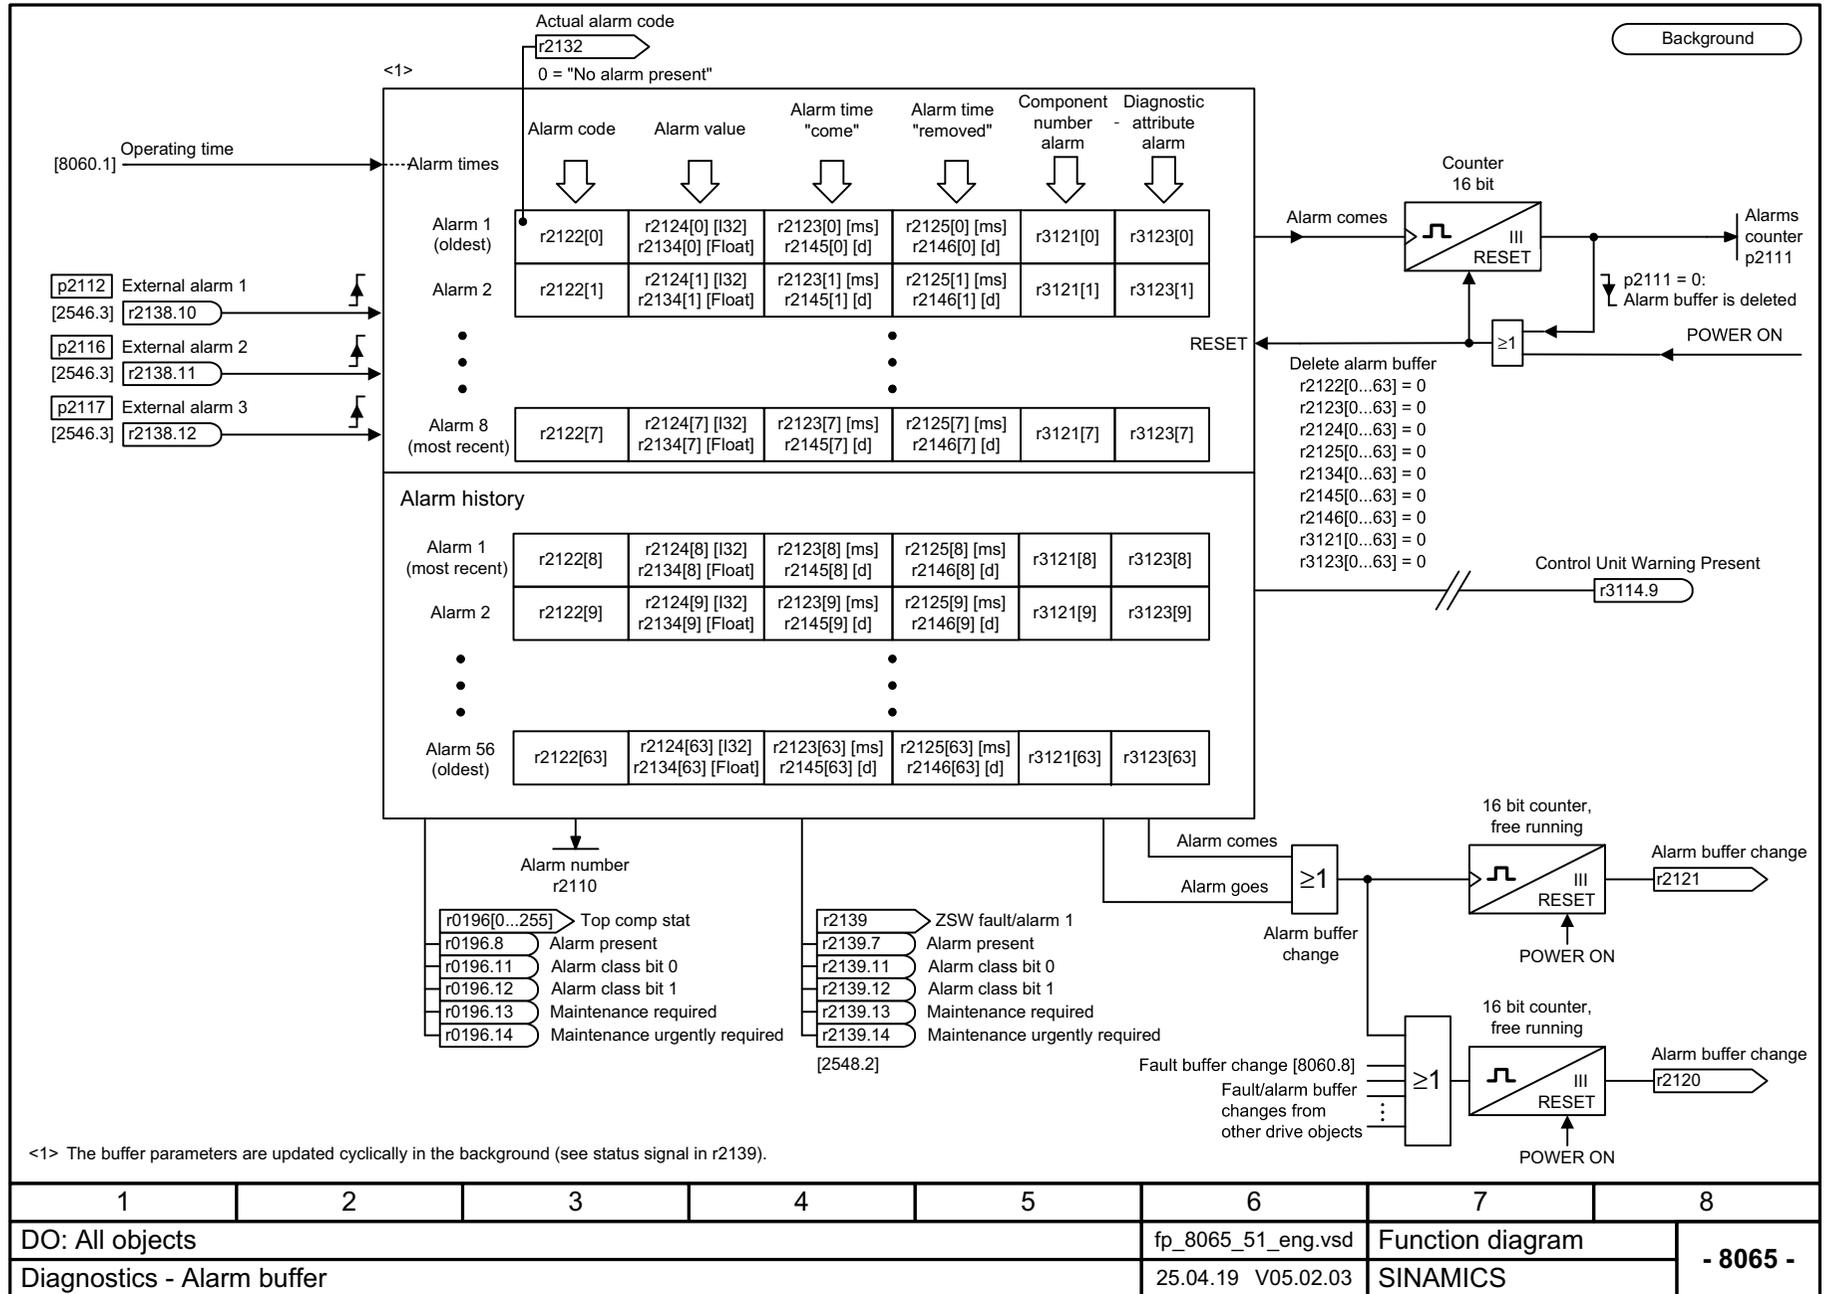 Actual alarm code
r2132
0 = "No alarm present"
Background
<1>
Alarm code
Alarm value
Alarm time
"come"
Alarm time
"removed"
Component
number
alarm
-
Diagnostic
attribute
alarm
[8060.1]
Operating time
Alarm times
Alarm 1
(oldest)
r2122[0]
r2124[0] [I32]
r2134[0] [Float]
r2123[0] [ms]
r2145[0] [d]
r2125[0] [ms]
r2146[0] [d]
r3121[0]
r3123[0]
Alarm 2
r2122[1]
r2124[1] [I32]
r2134[1] [Float]
r2123[1] [ms]
r2145[1] [d]
r2125[1] [ms]
r2146[1] [d]
r3121[1]
r3123[1]
Alarm 8
(most recent)
r2122[7]
r2124[7] [I32]
r2134[7] [Float]
r2123[7] [ms]
r2145[7] [d]
r2125[7] [ms]
r2146[7] [d]
r3121[7]
r3123[7]
p2112 External alarm 1
[2546.3] r2138.10
p2116 External alarm 2
[2546.3] r2138.11
p2117 External alarm 3
[2546.3] r2138.12
Alarm comes
Counter
16 bit
III
RESET
Alarms
counter
p2111
p2111 = 0:
Alarm buffer is deleted
≥1
POWER ON
RESET
Delete alarm buffer
r2122[0...63] = 0
r2123[0...63] = 0
r2124[0...63] = 0
r2125[0...63] = 0
r2134[0...63] = 0
r2145[0...63] = 0
r2146[0...63] = 0
r3121[0...63] = 0
r3123[0...63] = 0
Control Unit Warning Present
r3114.9
Alarm history
Alarm 1
(most recent)
r2122[8]
r2124[8] [I32]
r2134[8] [Float]
r2123[8] [ms]
r2145[8] [d]
r2125[8] [ms]
r2146[8] [d]
r3121[8]
r3123[8]
Alarm 2
r2122[9]
r2124[9] [I32]
r2134[9] [Float]
r2123[9] [ms]
r2145[9] [d]
r2125[9] [ms]
r2146[9] [d]
r3121[9]
r3123[9]
Alarm 56
(oldest)
r2122[63]
r2124[63] [I32]
r2134[63] [Float]
r2123[63] [ms]
r2145[63] [d]
r2125[63] [ms]
r2146[63] [d]
r3121[63]
r3123[63]
Alarm number
r2110
r0196[0...255] Top comp stat
r0196.8 Alarm present
r0196.11 Alarm class bit 0
r0196.12 Alarm class bit 1
r0196.13 Maintenance required
r0196.14 Maintenance urgently required
r2139 ZSW fault/alarm 1
r2139.7 Alarm present
r2139.11 Alarm class bit 0
r2139.12 Alarm class bit 1
r2139.13 Maintenance required
r2139.14 Maintenance urgently required
[2548.2]
Alarm comes
Alarm goes
≥1
Alarm buffer
change
16 bit counter,
free running
III
RESET
POWER ON
Alarm buffer change
r2121
Fault buffer change [8060.8]
Fault/alarm buffer
changes from
other drive objects
≥1
16 bit counter,
free running
III
RESET
POWER ON
Alarm buffer change
r2120
<1> The buffer parameters are updated cyclically in the background (see status signal in r2139).
1 2 3 4 5 6 7 8
DO: All objects
fp_8065_51_eng.vsd
Function diagram
- 8065 -
Diagnostics - Alarm buffer
25.04.19 V05.02.03
SINAMICS